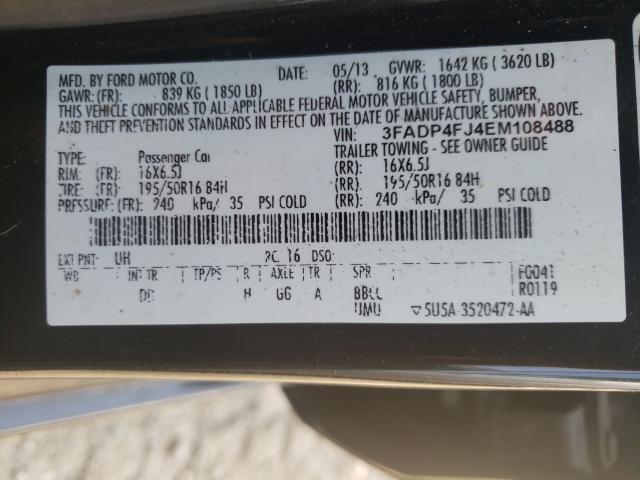 MFD. BY FORD MOTOR CO. DATE: 05/13 GVWR: 1642 KG ( 3620 LB)
GAWR: (FR): 839 KG ( 1850 LB) (RR): 816 KG ( 1800 LB)
THIS VEHICLE CONFORMS TO ALL APPLICABLE FEDERAL MOTOR VEHICLE SAFETY, BUMPER,
AND THEFT PREVENTION STANDARDS IN EFFECT ON THE DATE OF MANUFACTURE SHOWN ABOVE.
VIN: 3FADP4FJ4EM108488
TYPE: Passenger Car TRAILER TOWING - SEE OWNER GUIDE
RIM: (FR): 16X6.5J (RR): 16X6.5J
TIRE: (FR): 195/50R16 84H (RR): 195/50R16 84H
PRESSURE: (FR): 240 kPa/ 35 PSI COLD (RR): 240 kPa/ 35 PSI COLD
EXT PNT: UH RC: 16 DSO:
WB INT TR TP/PS R AXLE TR SPR F0041
H GG A R0119
UMU ▽ 5U5A-3520472-AA